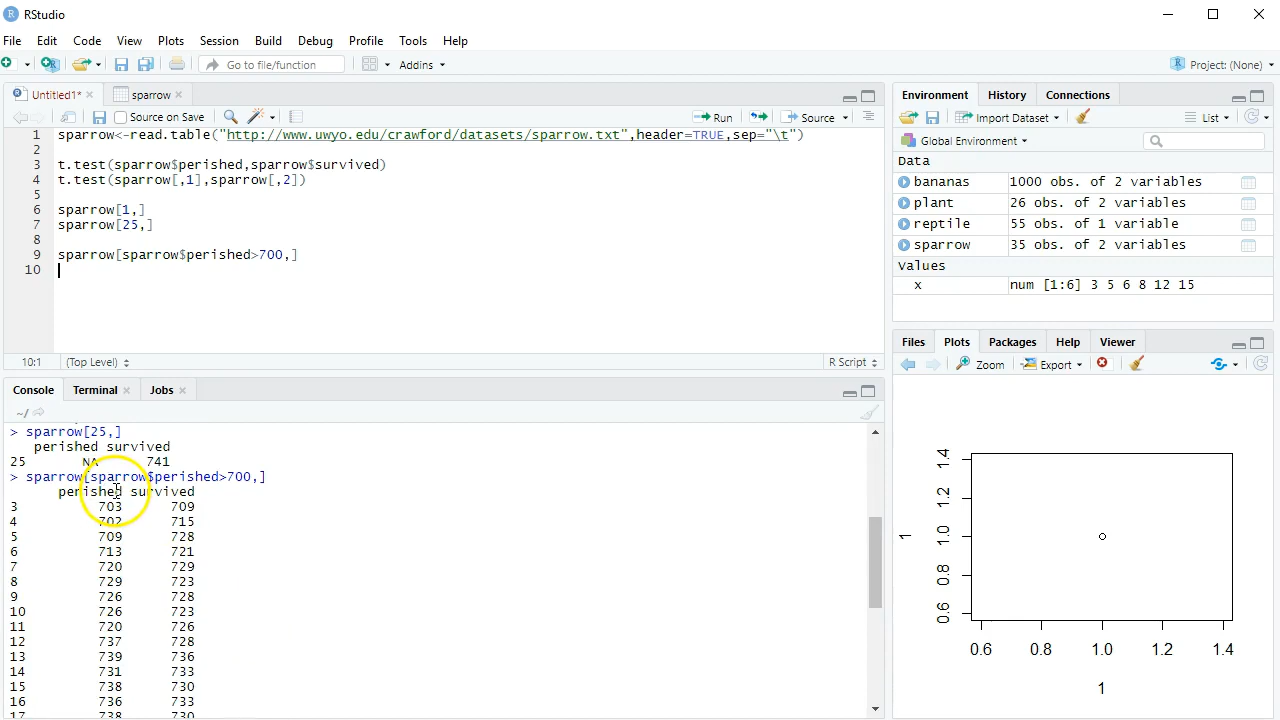 RStudio
File Edit Code View Plots Session Build Debug Profile Tools Help
Go to file/function Addins Project: (None)
Untitled1* sparrow
Source on Save Run Source
1 sparrow<-read.table("http://www.uwyo.edu/crawford/datasets/sparrow.txt",header=TRUE,sep="\t")
2
3 t.test(sparrow$perished,sparrow$survived)
4 t.test(sparrow[,1],sparrow[,2])
5
6 sparrow[1,]
7 sparrow[25,]
8
9 sparrow[sparrow$perished>700,]
10
10:1 (Top Level) R Script
Console Terminal Jobs
~/
> sparrow[25,]
perished survived
25 NA 741
> sparrow[sparrow$perished>700,]
perished survived
3 703 709
4 702 715
5 709 728
6 713 721
7 720 729
8 729 723
9 726 728
10 726 723
11 720 726
12 737 728
13 739 736
14 731 733
15 738 730
16 736 733
17 738 730
Environment History Connections
Import Dataset List
Global Environment
Data
bananas 1000 obs. of 2 variables
plant 26 obs. of 2 variables
reptile 55 obs. of 1 variable
sparrow 35 obs. of 2 variables
Values
x num [1:6] 3 5 6 8 12 15
Files Plots Packages Help Viewer
Zoom Export
1.4
1.2
1.0
0.8
0.6
1
0.6 0.8 1.0 1.2 1.4
1